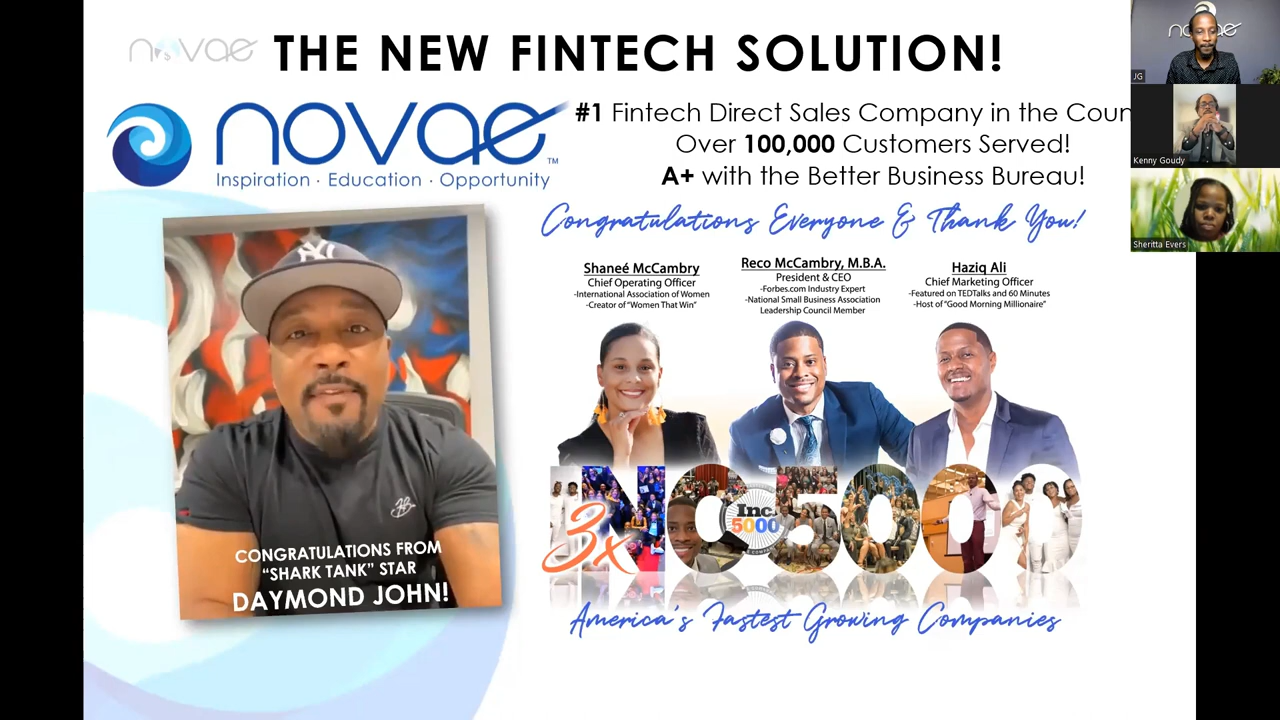 novae
THE NEW FINTECH SOLUTION!
novae™
Inspiration · Education · Opportunity
#1 Fintech Direct Sales Company in the Coun
Over 100,000 Customers Served!
A+ with the Better Business Bureau!
Congratulations Everyone & Thank You!
Shaneé McCambry
Chief Operating Officer
-International Association of Women
-Creator of "Women That Win"
Reco McCambry, M.B.A.
President & CEO
-Forbes.com Industry Expert
-National Small Business Association
Leadership Council Member
Haziq Ali
Chief Marketing Officer
-Featured on TEDTalks and 60 Minutes
-Host of "Good Morning Millionaire"
CONGRATULATIONS FROM
"SHARK TANK" STAR
DAYMOND JOHN!
INC5000
3x
Inc.
5000
America's Fastest Growing Companies
novae
JG
Kenny Goudy
Sheritta Evers